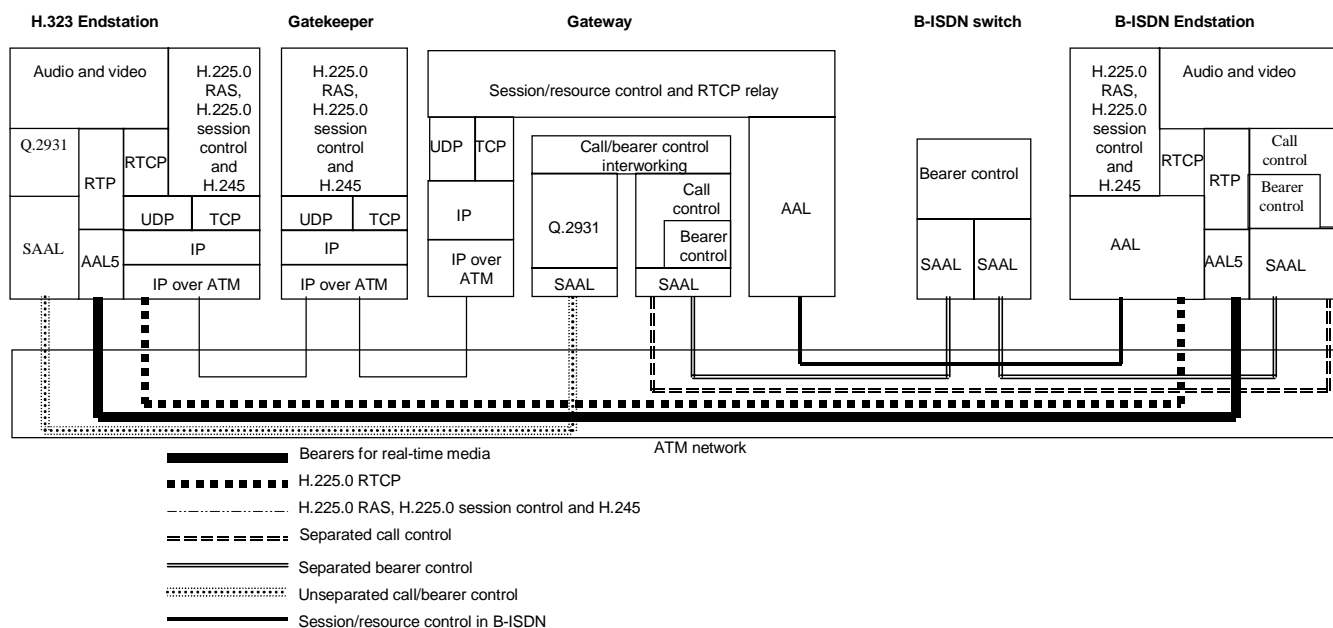 H.323 Endstation
Gatekeeper
Gateway
B-ISDN switch
B-ISDN Endstation
Audio and video
H.225.0
RAS,
H.225.0
session
control
and
H.245
Q.2931
RTP
RTCP
UDP
TCP
SAAL
AAL5
IP
IP over ATM
H.225.0
RAS,
H.225.0
session
control
and
H.245
UDP
TCP
IP
IP over ATM
Session/resource control and RTCP relay
UDP
TCP
IP
IP over
ATM
Call/bearer control
interworking
Q.2931
SAAL
Call
control
Bearer
control
SAAL
AAL
Bearer control
SAAL
SAAL
H.225.0
RAS,
H.225.0
session
control
and
H.245
Audio and video
RTCP
RTP
Call
control
Bearer
control
AAL
AAL5
SAAL
ATM network
Bearers for real-time media
H.225.0 RTCP
H.225.0 RAS, H.225.0 session control and H.245
Separated call control
Separated bearer control
Unseparated call/bearer control
Session/resource control in B-ISDN